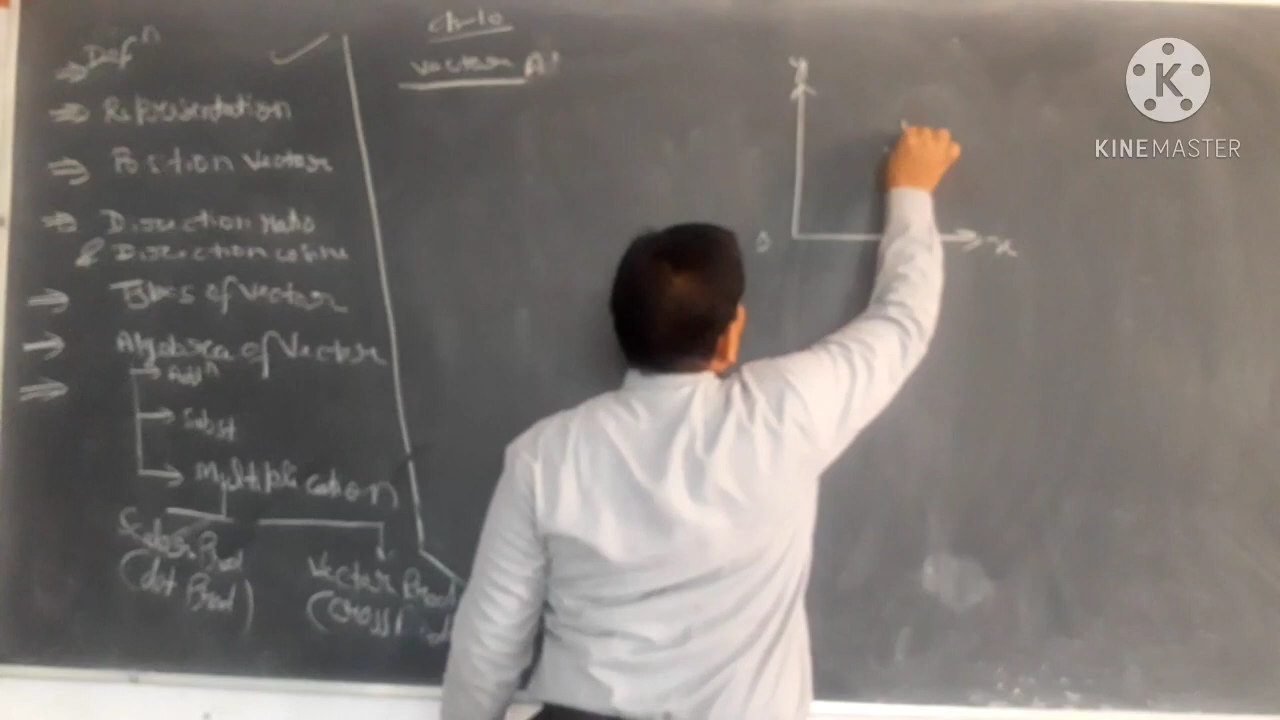 Ch-10
Vector Al
⇒ Defⁿ
⇒ Representation
⇒ Position Vector
⇒ Direction Ratio
& Direction cosine
⇒ Types of vector
→ Algebra of Vector
⇒
→ Addⁿ
→ Subst
→ Multiplication
Scalar Prod
(dot Prod)
Vector Prod
(cross
y
0
x
K
KINEMASTER